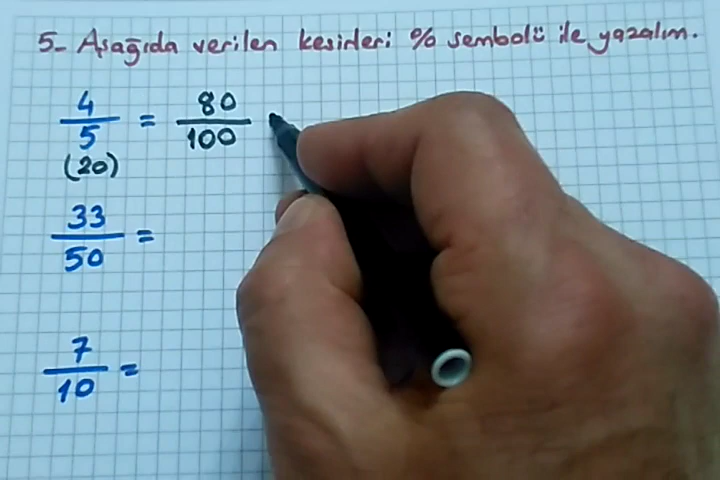 5- Aşağıda verilen kesirleri % sembolü ile yazalım.
4/5 = 80/100
(20)
33/50 =
7/10 =